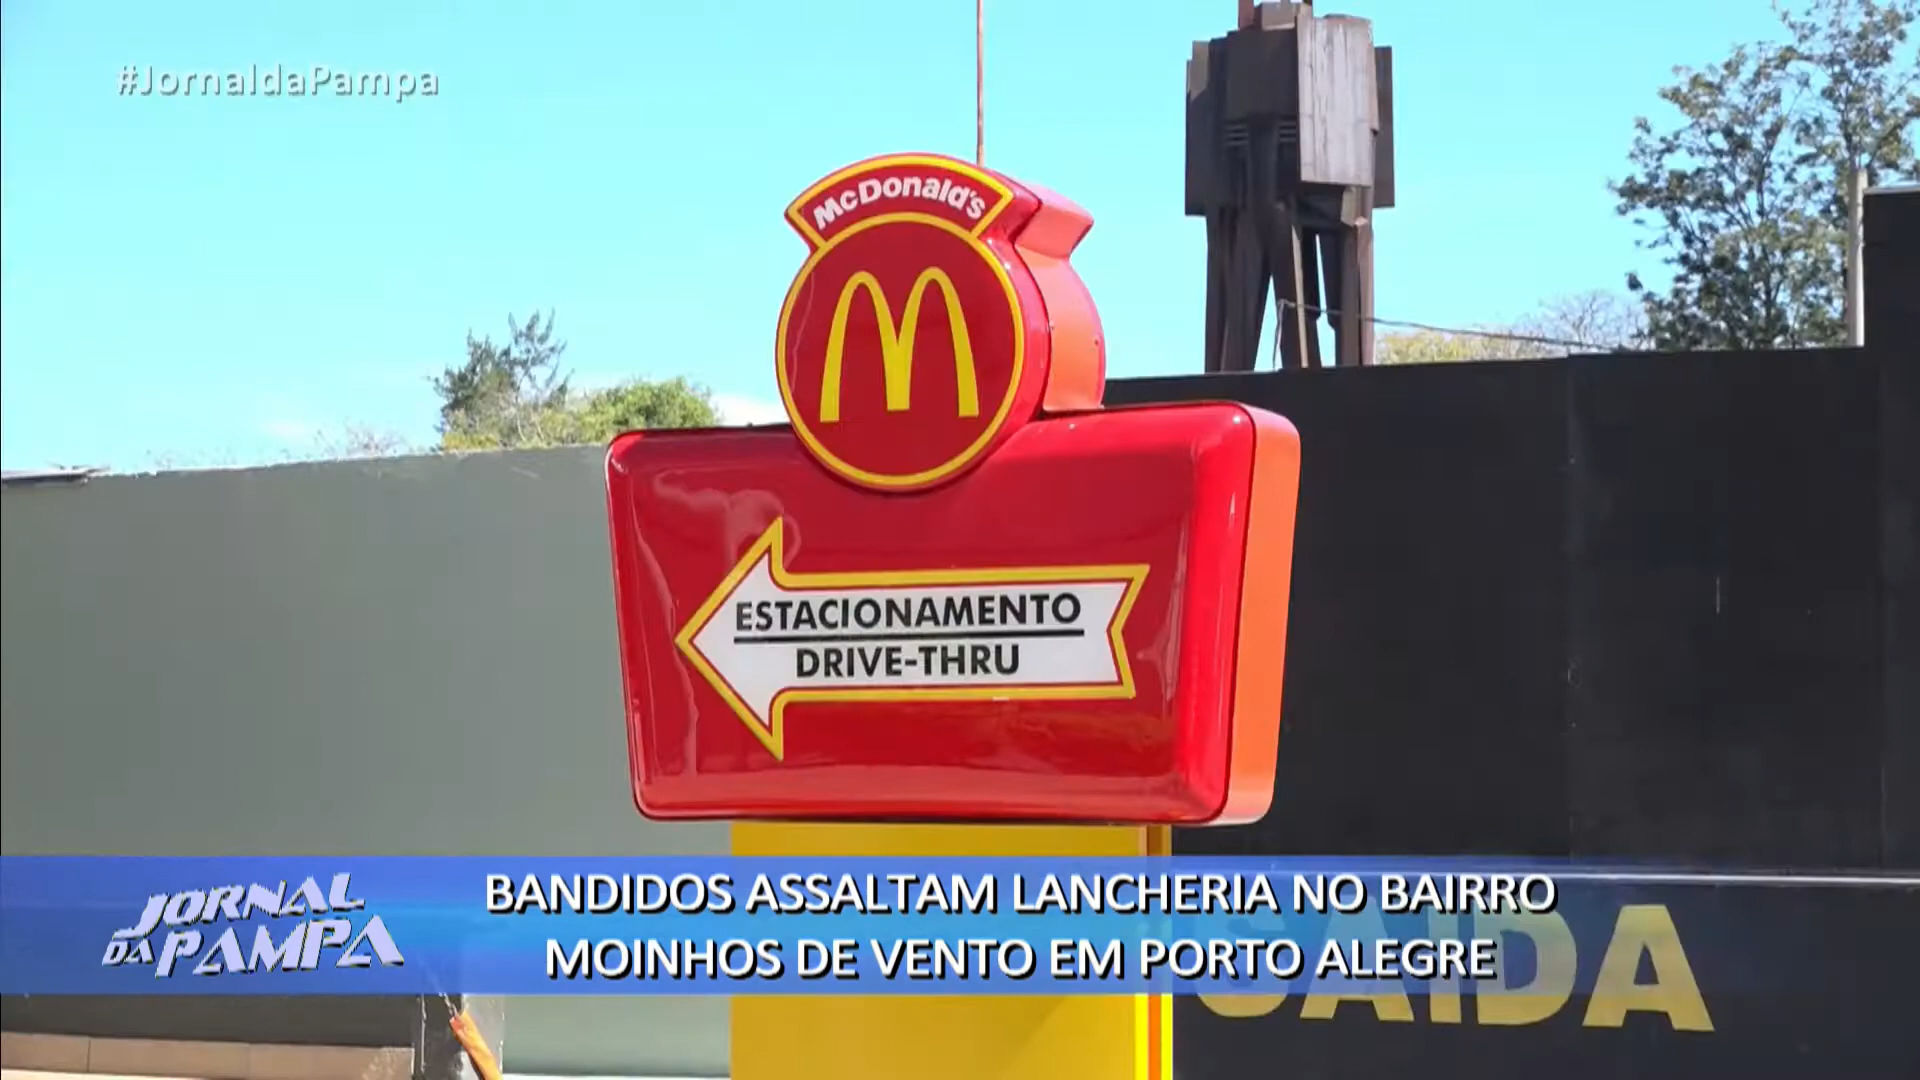 #JornaldaPampa
McDonald's
ESTACIONAMENTO
DRIVE-THRU
JORNAL
DA PAMPA
BANDIDOS ASSALTAM LANCHERIA NO BAIRRO
MOINHOS DE VENTO EM PORTO ALEGRE
SAÍDA